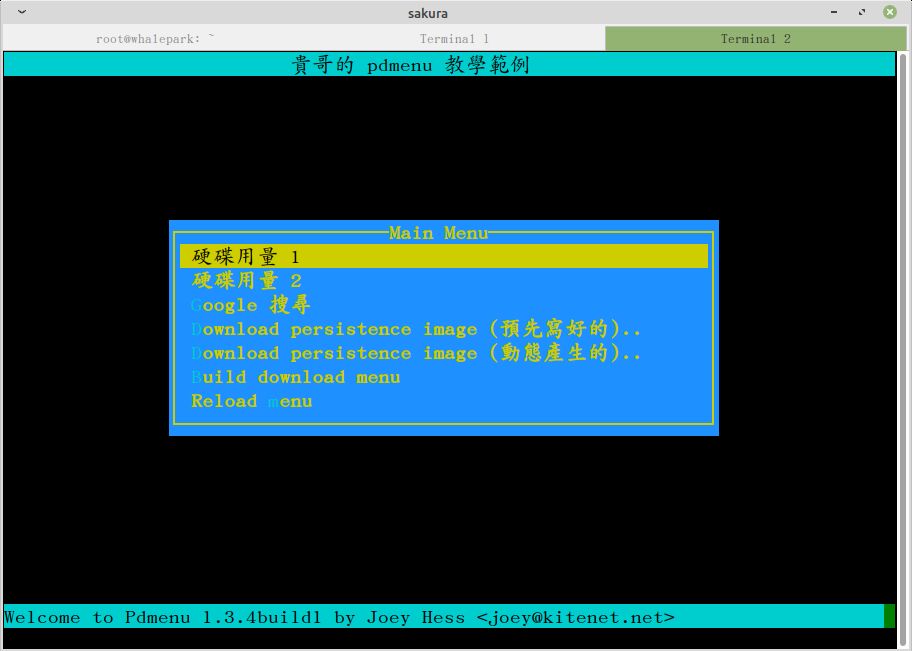 sakura
root@whalepark: ~ Terminal 1 Terminal 2
貴哥的 pdmenu 教學範例
Main Menu
硬碟用量 1
硬碟用量 2
Google 搜尋
Download persistence image (預先寫好的)..
Download persistence image (動態產生的)..
Build download menu
Reload menu
Welcome to Pdmenu 1.3.4build1 by Joey Hess <joey@kitenet.net>